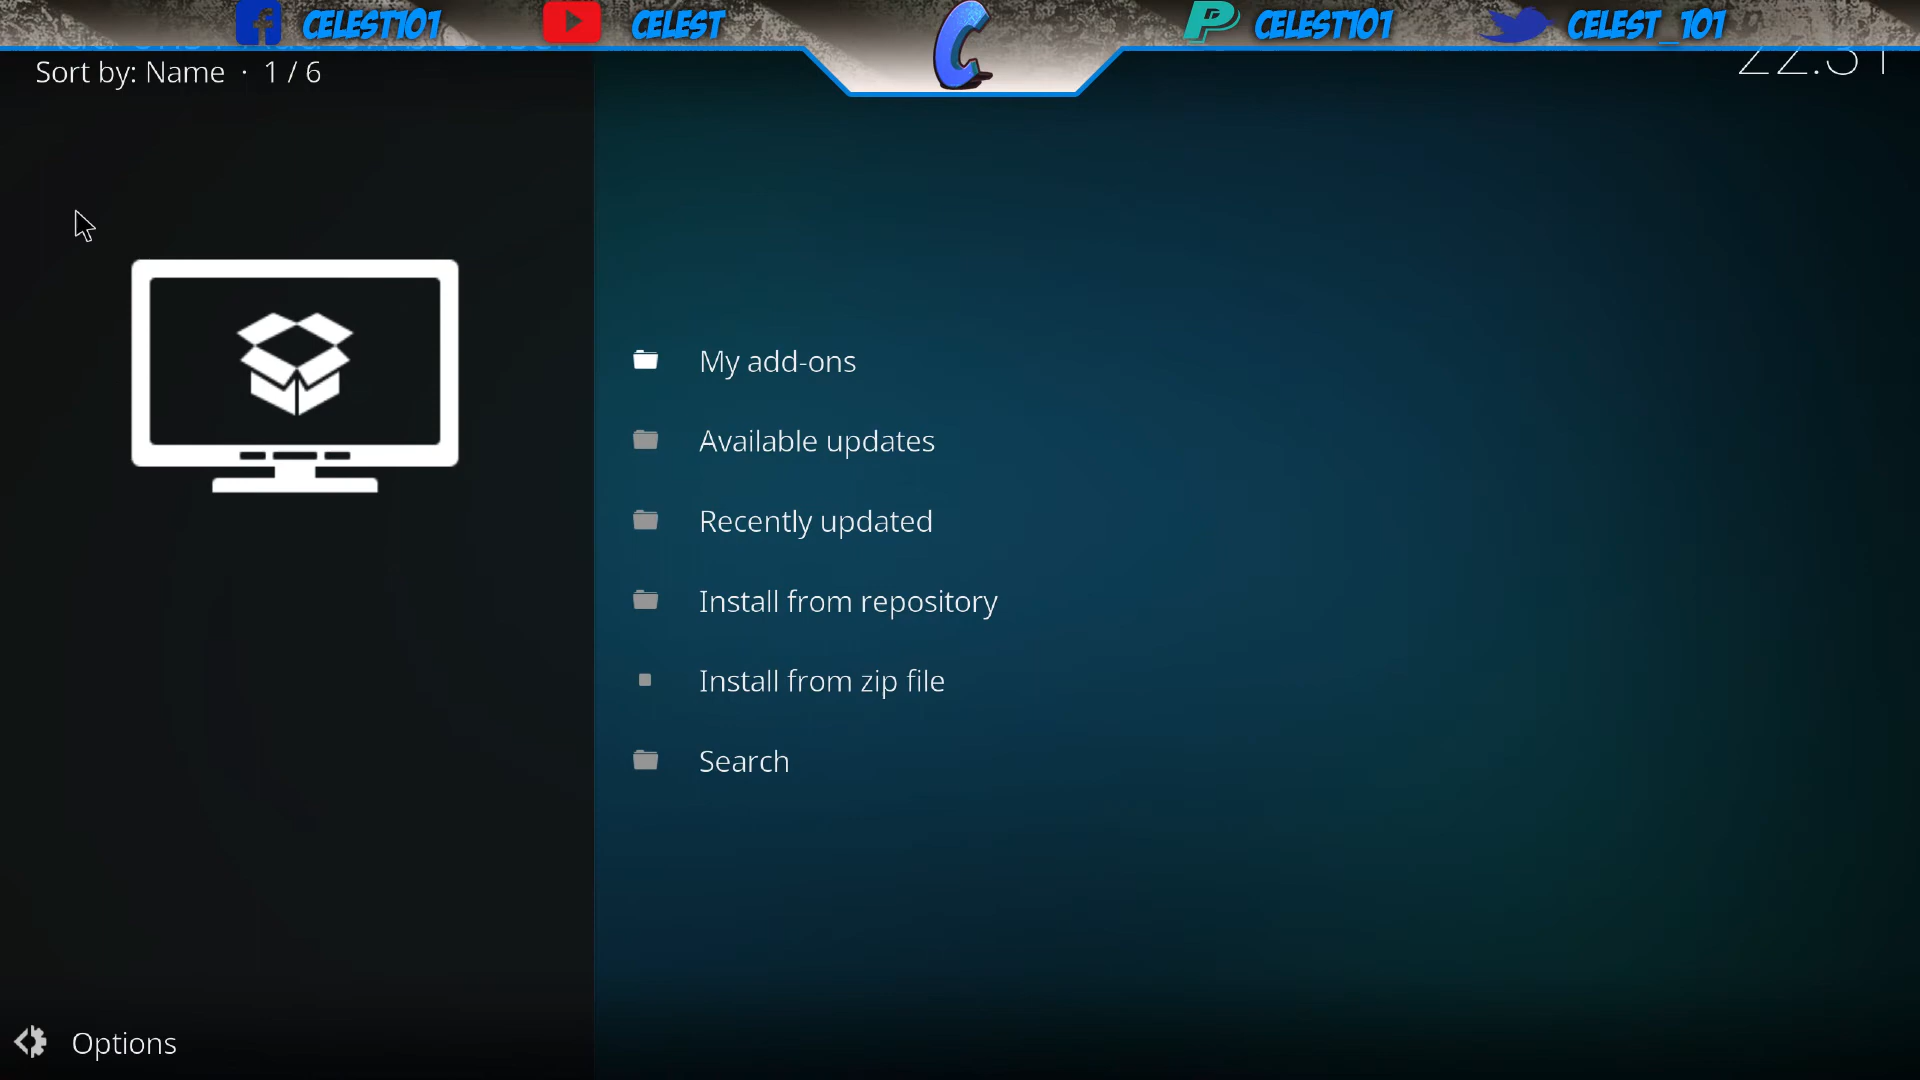 CELEST101
CELEST
C
CELEST101
CELEST_101
Sort by: Name · 1 / 6
My add-ons
Available updates
Recently updated
Install from repository
Install from zip file
Search
Options